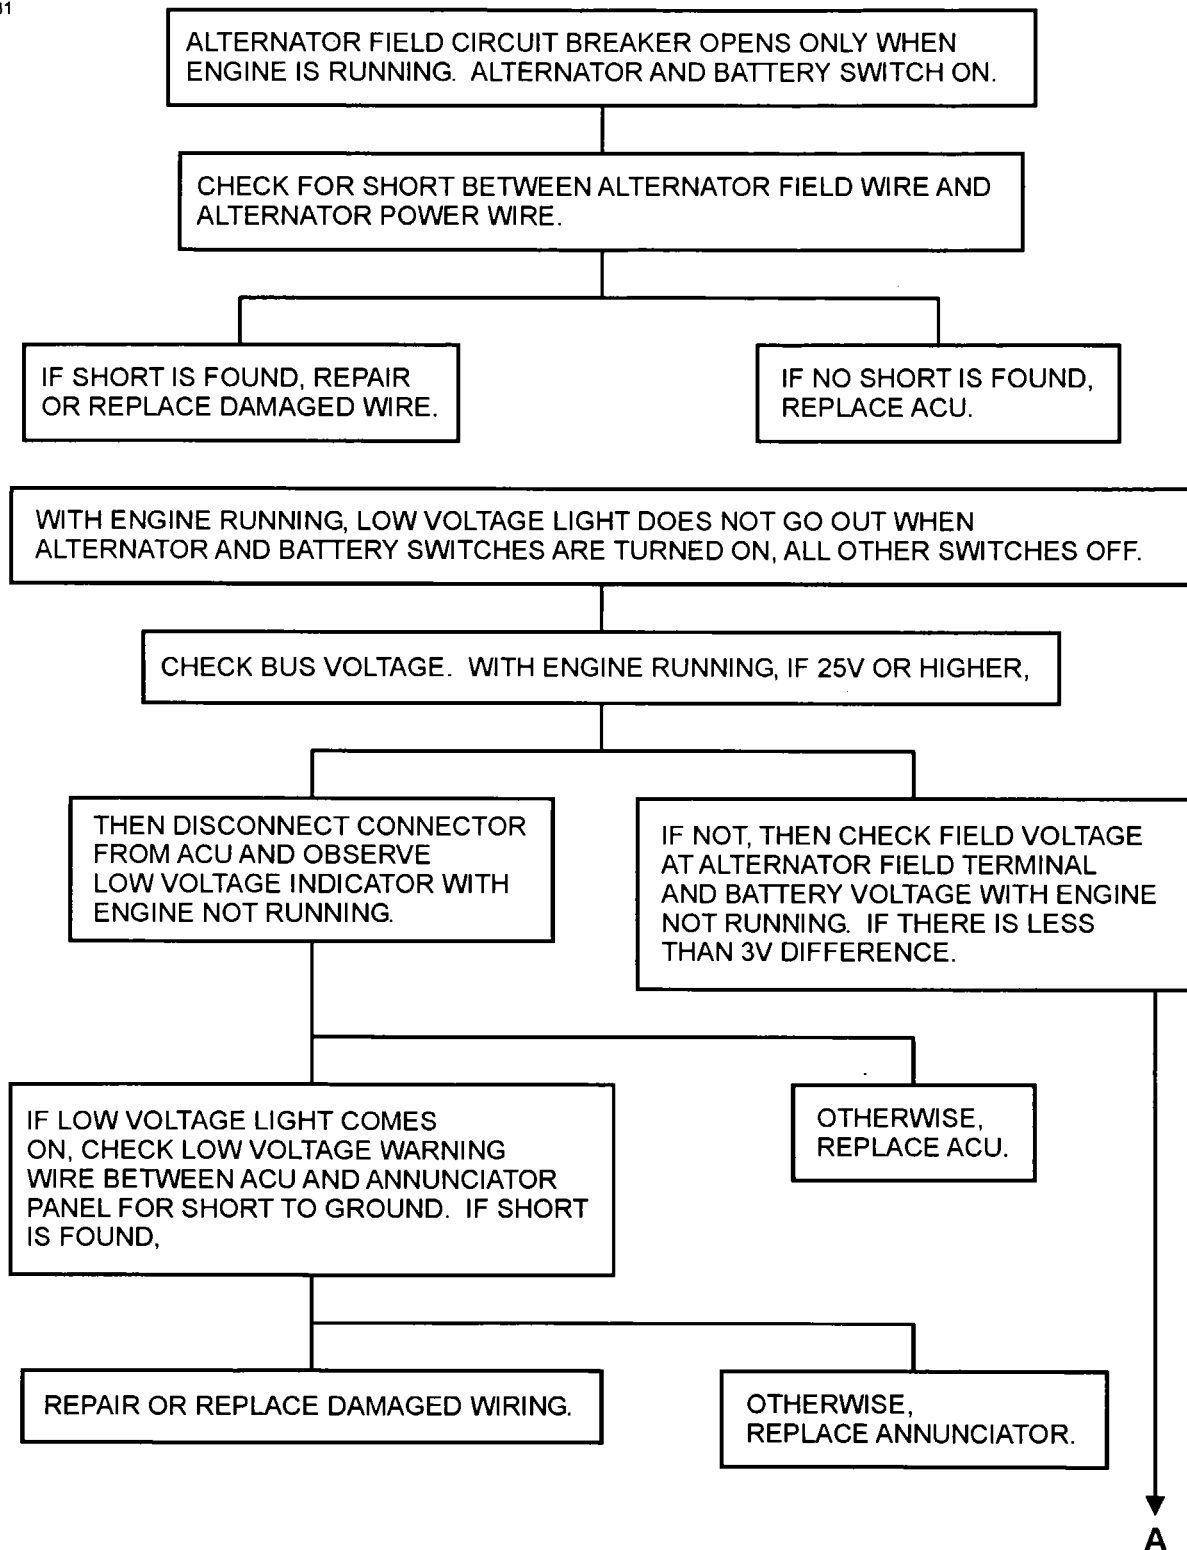 ALTERNATOR FIELD CIRCUIT BREAKER OPENS ONLY WHEN
ENGINE IS RUNNING. ALTERNATOR AND BATTERY SWITCH ON.
CHECK FOR SHORT BETWEEN ALTERNATOR FIELD WIRE AND
ALTERNATOR POWER WIRE.
IF SHORT IS FOUND, REPAIR
OR REPLACE DAMAGED WIRE.
IF NO SHORT IS FOUND,
REPLACE ACU.
WITH ENGINE RUNNING, LOW VOLTAGE LIGHT DOES NOT GO OUT WHEN
ALTERNATOR AND BATTERY SWITCHES ARE TURNED ON, ALL OTHER SWITCHES OFF.
CHECK BUS VOLTAGE. WITH ENGINE RUNNING, IF 25V OR HIGHER,
THEN DISCONNECT CONNECTOR
FROM ACU AND OBSERVE
LOW VOLTAGE INDICATOR WITH
ENGINE NOT RUNNING.
IF NOT, THEN CHECK FIELD VOLTAGE
AT ALTERNATOR FIELD TERMINAL
AND BATTERY VOLTAGE WITH ENGINE
NOT RUNNING. IF THERE IS LESS
THAN 3V DIFFERENCE.
IF LOW VOLTAGE LIGHT COMES
ON, CHECK LOW VOLTAGE WARNING
WIRE BETWEEN ACU AND ANNUNCIATOR
PANEL FOR SHORT TO GROUND. IF SHORT
IS FOUND,
OTHERWISE,
REPLACE ACU.
REPAIR OR REPLACE DAMAGED WIRING.
OTHERWISE,
REPLACE ANNUNCIATOR.
A